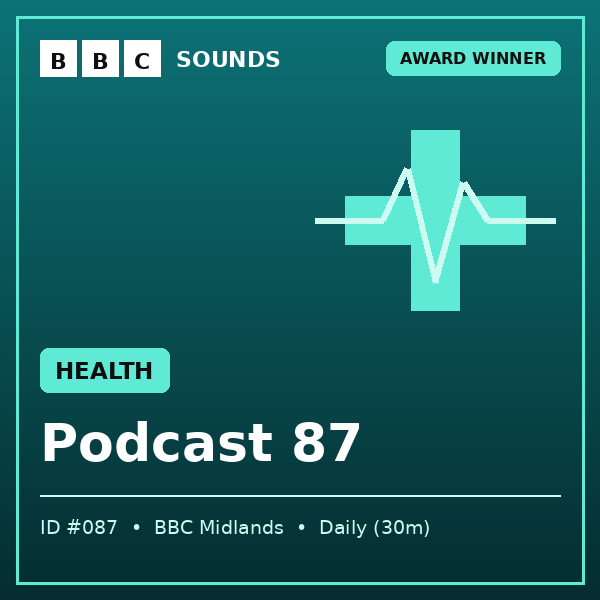 BBC SOUNDS
AWARD WINNER
HEALTH
Podcast 87
ID #087 • BBC Midlands • Daily (30m)